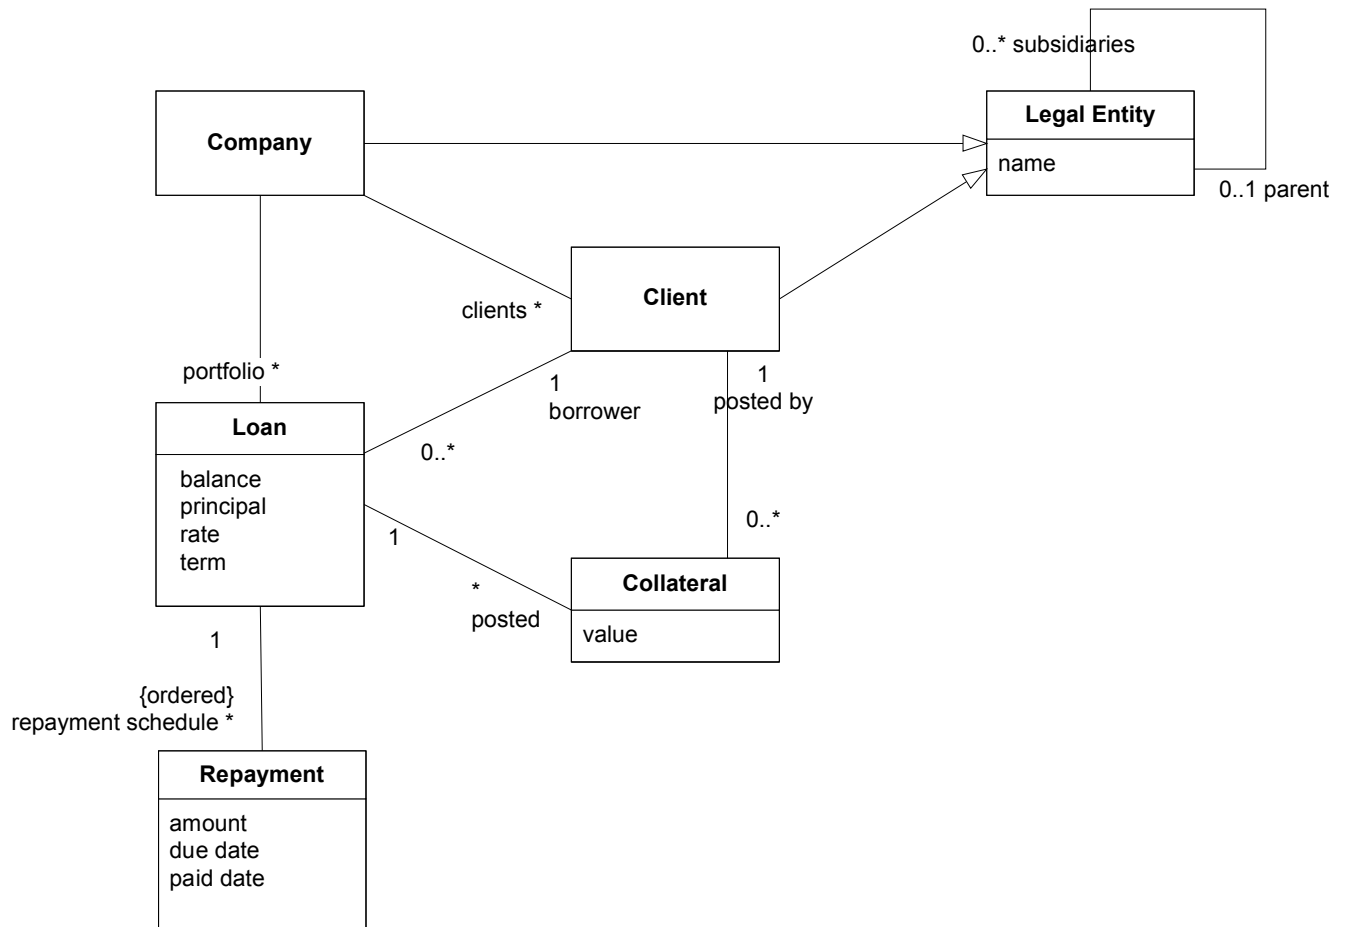 0..* subsidiaries
Company
Legal Entity
name
0..1 parent
Client
clients *
portfolio *
1
borrower
1
posted by
Loan
0..*
balance
principal
rate
term
1
0..*
*
posted
Collateral
value
1
{ordered}
repayment schedule *
Repayment
amount
due date
paid date